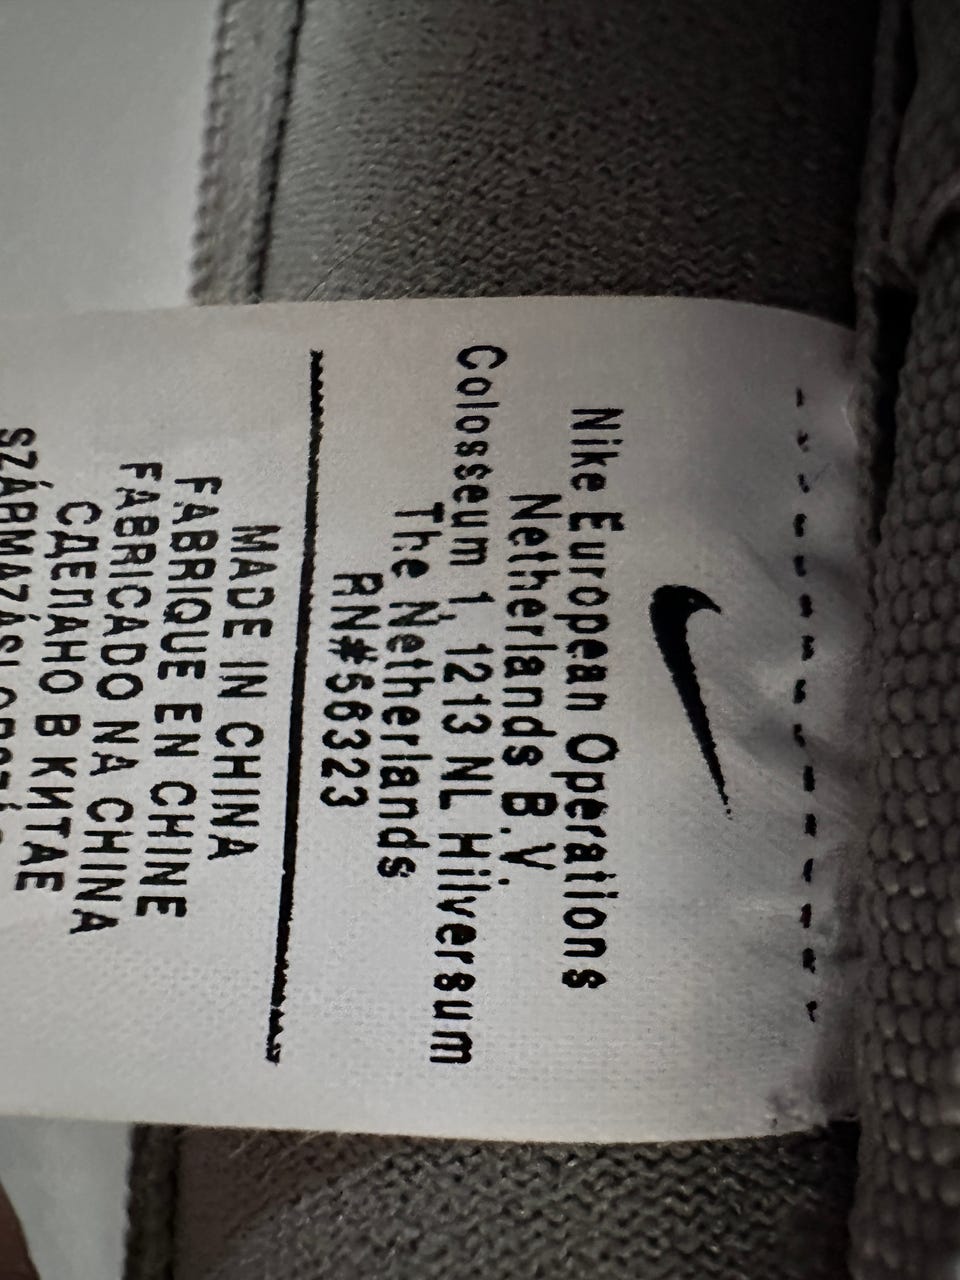 Nike European Operations
Netherlands B.V.
Colosseum 1, 1213 NL Hilversum
The Netherlands
RN#56323
MADE IN CHINA
FABRIQUE EN CHINE
FABRICADO NA CHINA
СДЕЛАНО В КИТАЕ
SZÁRMAZÁSI